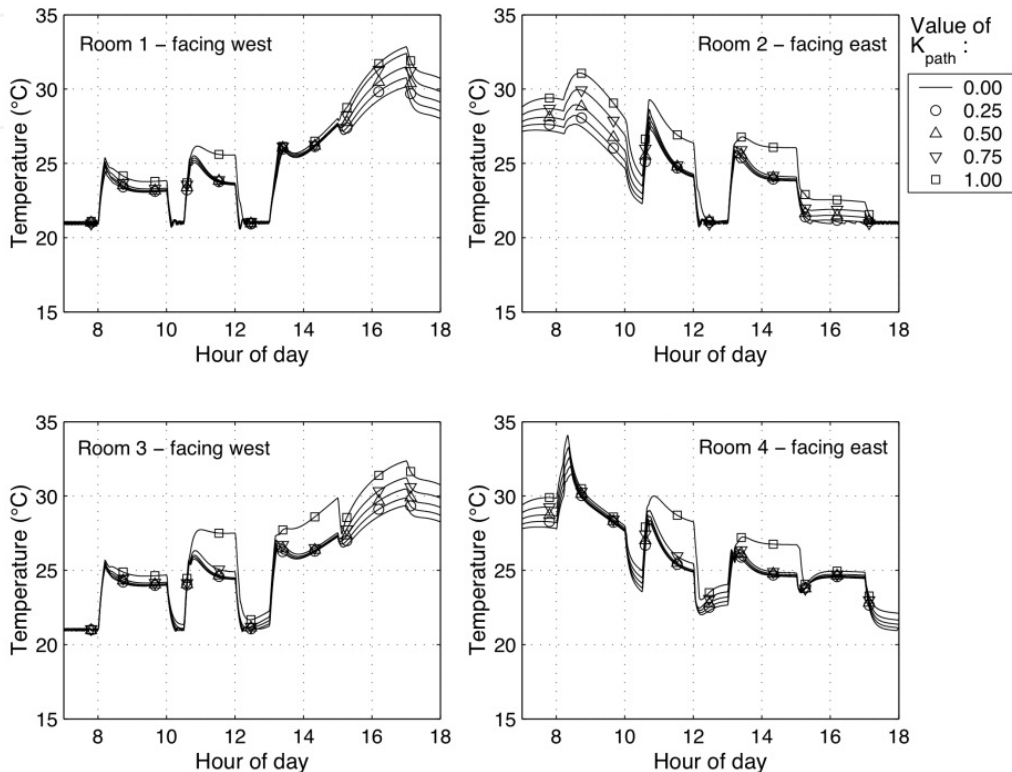 Room 1 – facing west
Temperature (°C)
35
30
25
20
15
8 10 12 14 16 18
Hour of day
Room 2 – facing east
Temperature (°C)
35
30
25
20
15
8 10 12 14 16 18
Hour of day
Value of
K path :
0.00
0.25
0.50
0.75
1.00
Room 3 – facing west
Temperature (°C)
35
30
25
20
15
8 10 12 14 16 18
Hour of day
Room 4 – facing east
Temperature (°C)
35
30
25
20
15
8 10 12 14 16 18
Hour of day